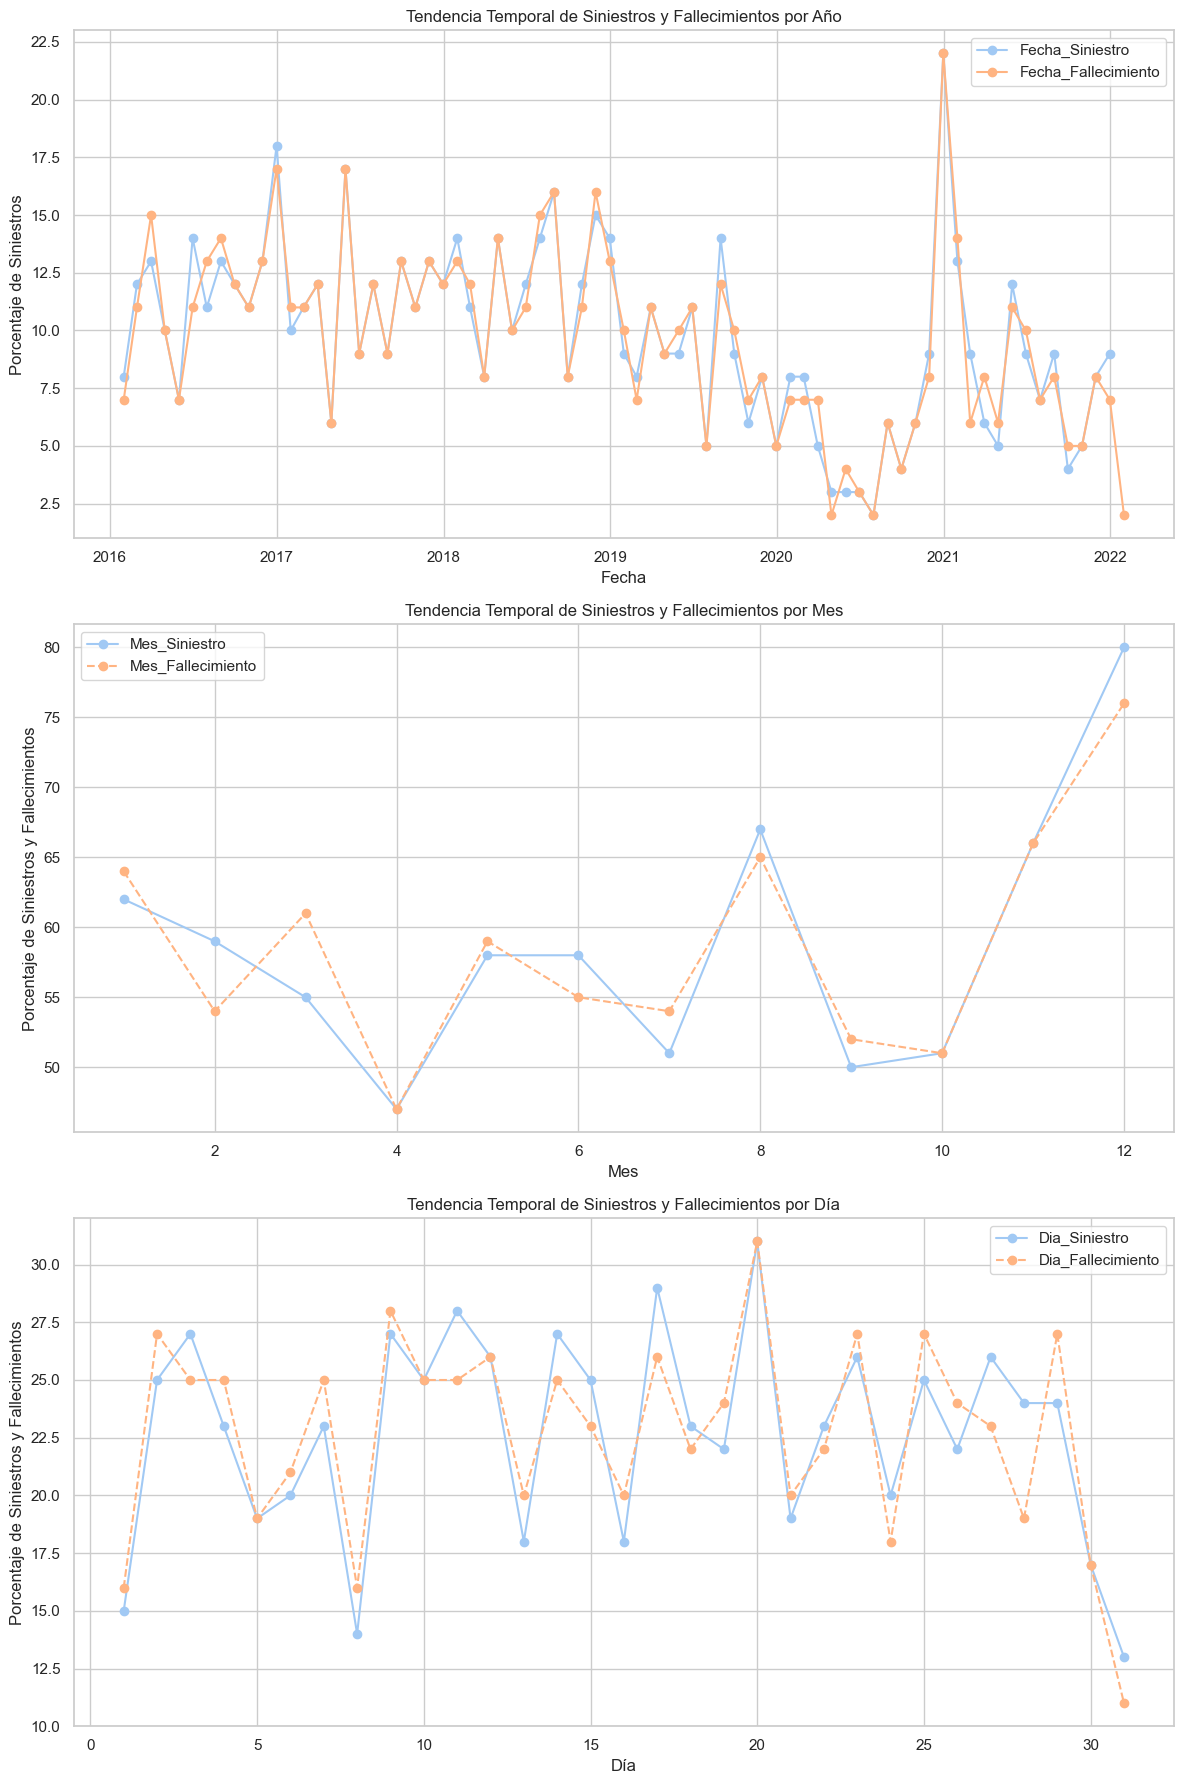 Tendencia Temporal de Siniestros y Fallecimientos por Año
Fecha_Siniestro
Fecha_Fallecimiento
Porcentaje de Siniestros
22.5
20.0
17.5
15.0
12.5
10.0
7.5
5.0
2.5
2016 2017 2018 2019 2020 2021 2022
Fecha
Tendencia Temporal de Siniestros y Fallecimientos por Mes
Mes_Siniestro
Mes_Fallecimiento
Porcentaje de Siniestros y Fallecimientos
80
75
70
65
60
55
50
2 4 6 8 10 12
Mes
Tendencia Temporal de Siniestros y Fallecimientos por Día
Dia_Siniestro
Dia_Fallecimiento
Porcentaje de Siniestros y Fallecimientos
30.0
27.5
25.0
22.5
20.0
17.5
15.0
12.5
10.0
0 5 10 15 20 25 30
Día